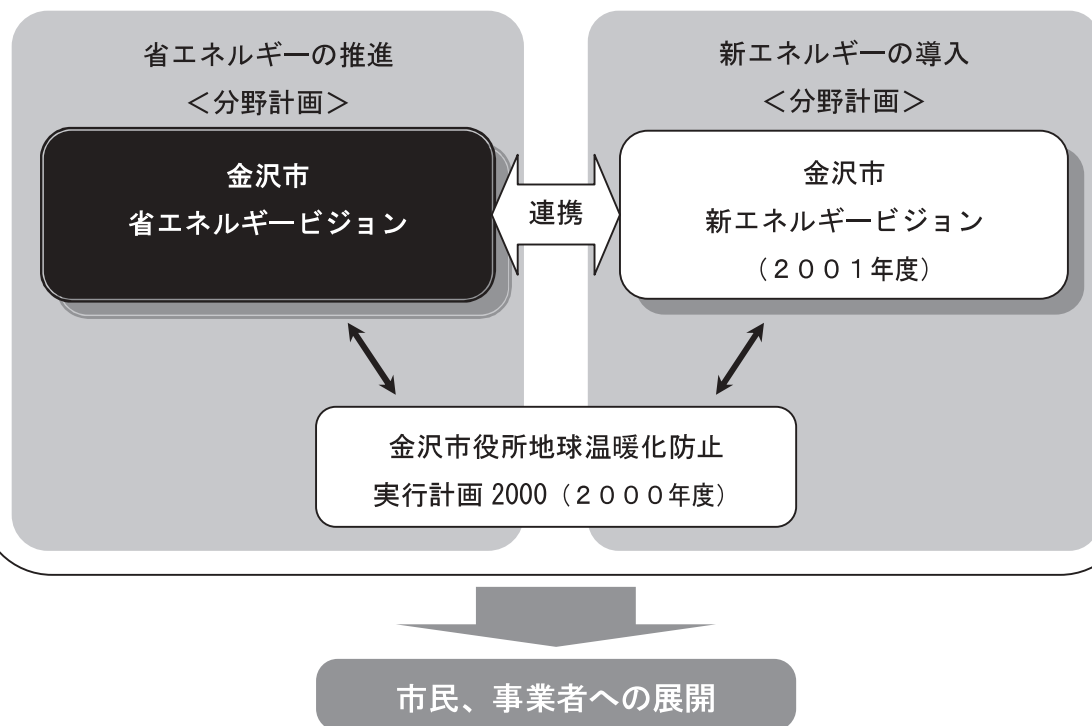 省エネルギーの推進
＜分野計画＞
金沢市
省エネルギービジョン
連携
新エネルギーの導入
＜分野計画＞
金沢市
新エネルギービジョン
（２００１年度）
金沢市役所地球温暖化防止
実行計画 2000（２０００年度）
市民、事業者への展開